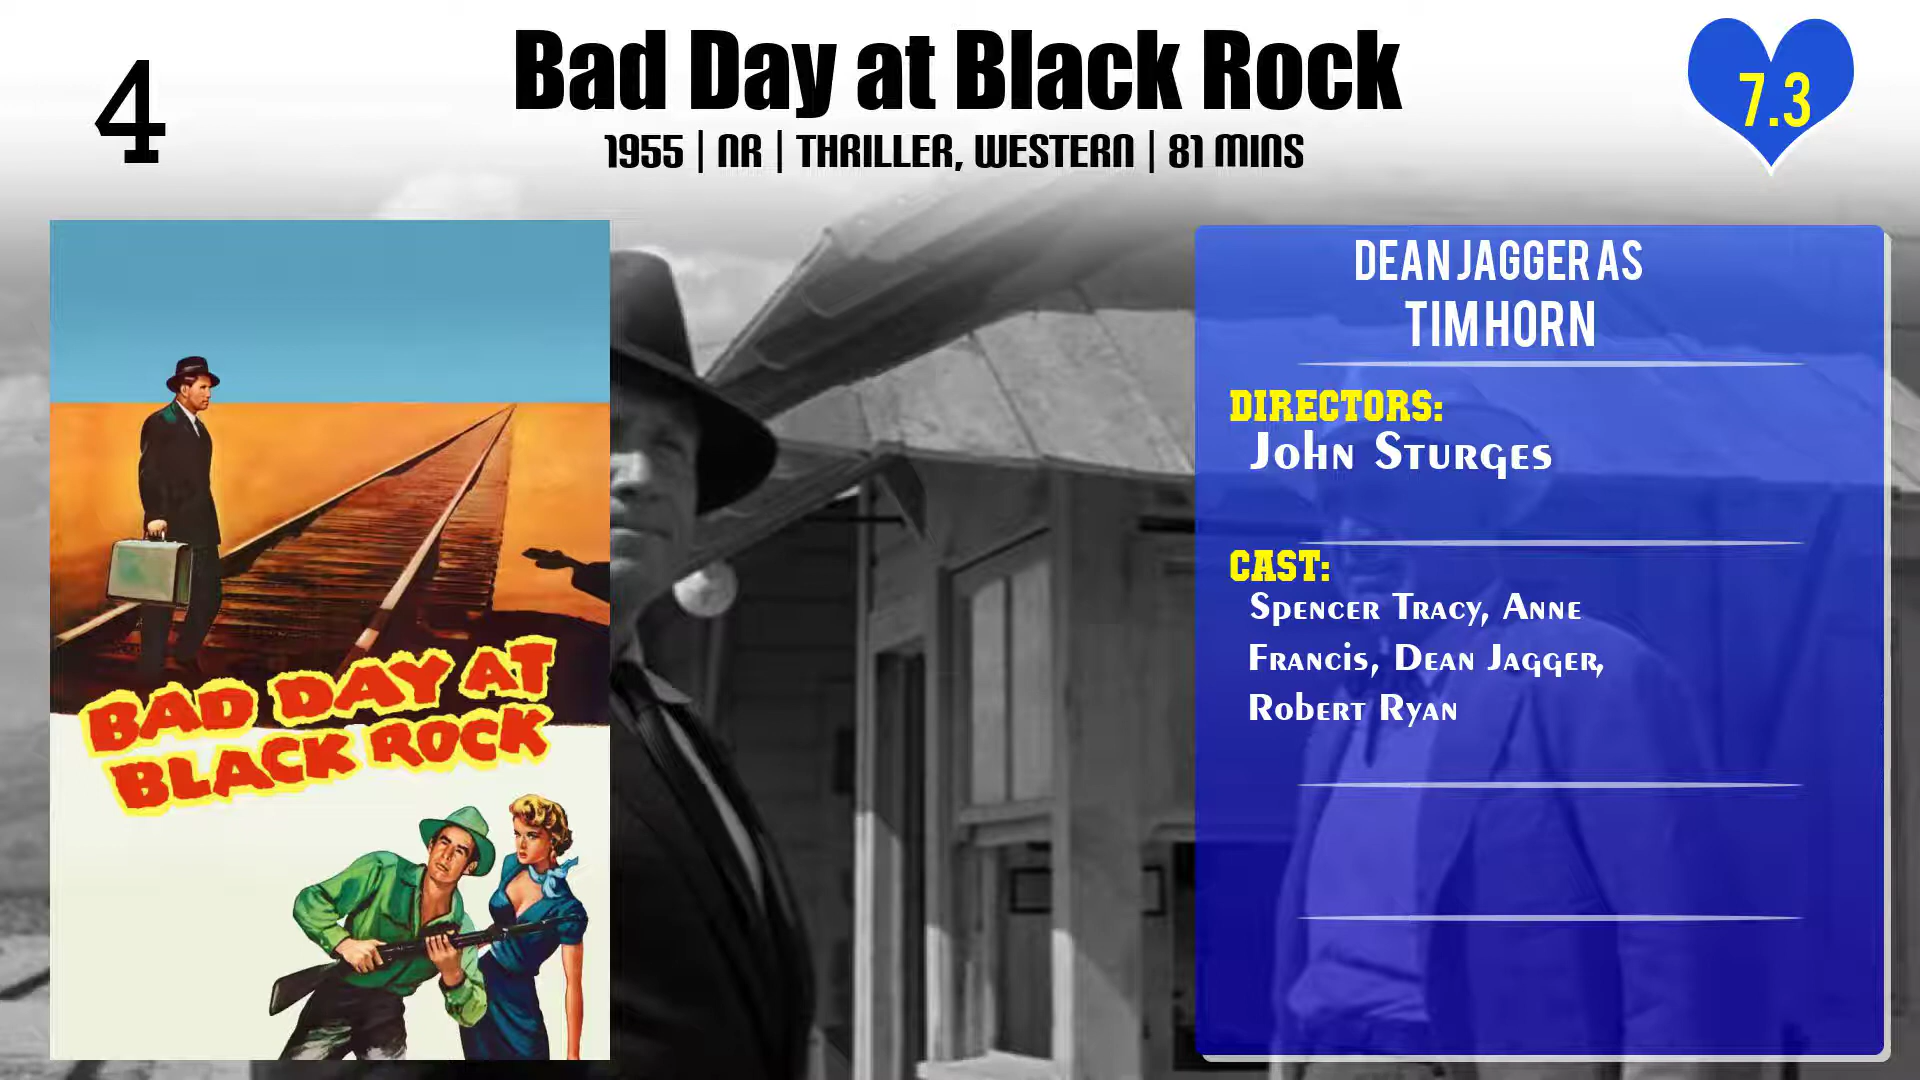 4
Bad Day at Black Rock
7.3
1955 | NR | THRILLER, WESTERN | 81 MINS
BAD DAY AT
BLACK ROCK
DEAN JAGGER AS
TIM HORN
DIRECTORS:
John Sturges
CAST:
Spencer Tracy, Anne
Francis, Dean Jagger,
Robert Ryan